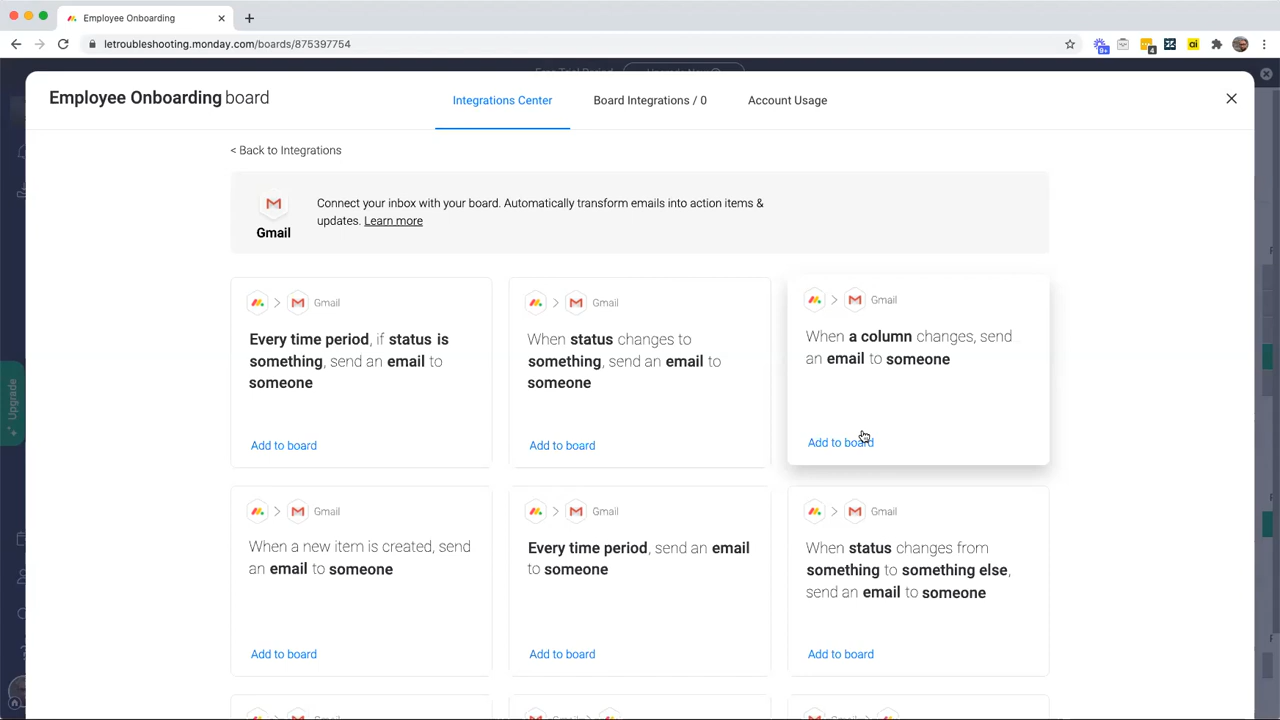 Employee Onboarding
letroubleshooting.monday.com/boards/875397754
9+
4
ai
Employee Onboarding board
Integrations Center
Board Integrations / 0
Account Usage
< Back to Integrations
Gmail
Connect your inbox with your board. Automatically transform emails into action items &
updates. Learn more
Gmail
Every time period, if status is
something, send an email to
someone
Add to board
Gmail
When status changes to
something, send an email to
someone
Add to board
Gmail
When a column changes, send
an email to someone
Add to board
Gmail
When a new item is created, send
an email to someone
Add to board
Gmail
Every time period, send an email
to someone
Add to board
Gmail
When status changes from
something to something else,
send an email to someone
Add to board
Upgrade